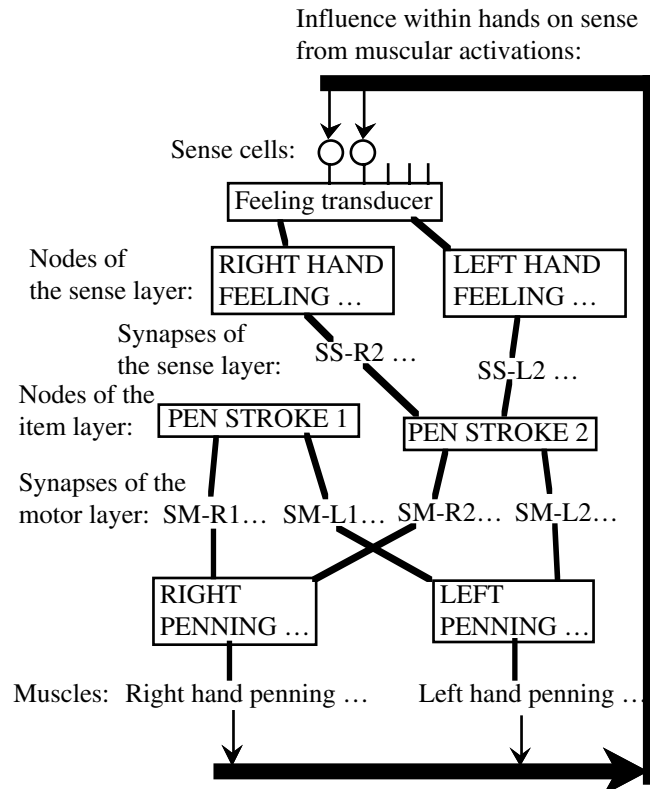 Influence within hands on sense
from muscular activations:
Sense cells:
Feeling transducer
Nodes of
the sense layer:
RIGHT HAND
FEELING …
LEFT HAND
FEELING …
Synapses of
the sense layer:
SS-R2 …
SS-L2 …
Nodes of the
item layer:
PEN STROKE 1
PEN STROKE 2
Synapses of the
motor layer: SM-R1… SM-L1… SM-R2… SM-L2…
RIGHT
PENNING …
LEFT
PENNING …
Muscles: Right hand penning … Left hand penning …